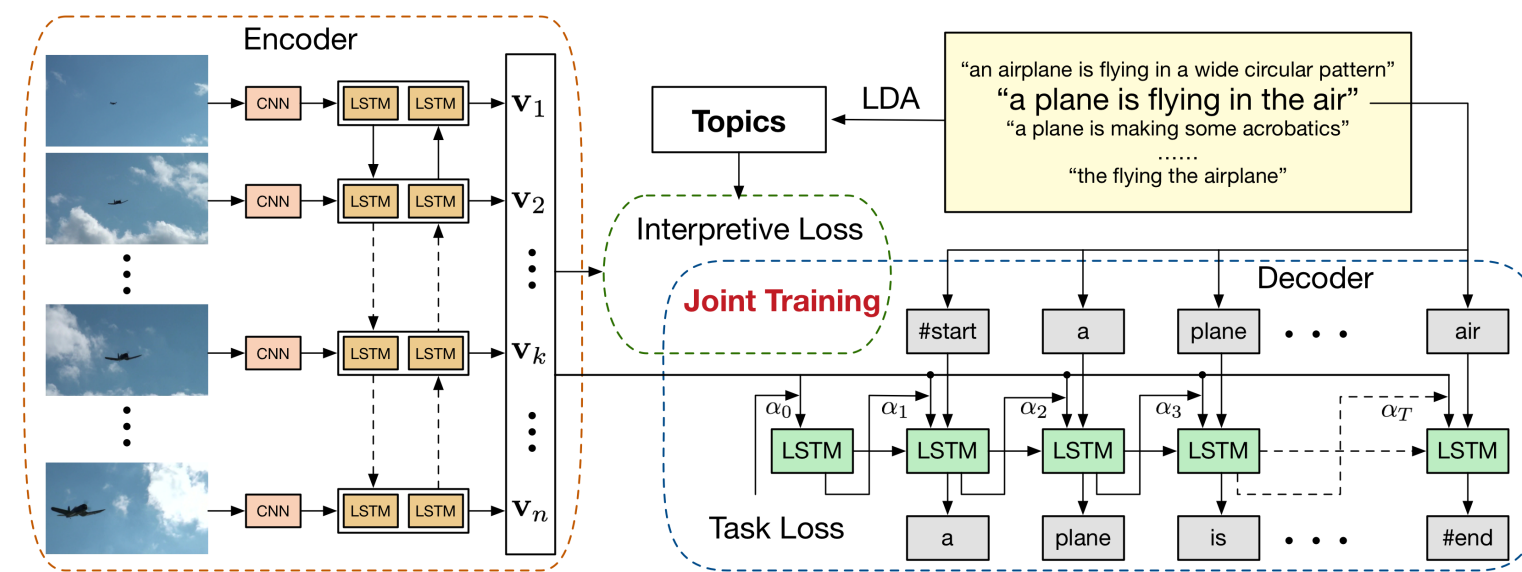 Encoder
CNN
LSTM LSTM
v1
CNN
LSTM LSTM
v2
CNN
LSTM LSTM
vk
CNN
LSTM LSTM
vn
Topics
LDA
“an airplane is flying in a wide circular pattern”
“a plane is flying in the air”
“a plane is making some acrobatics”
......
“the flying the airplane”
Interpretive Loss
Joint Training
Decoder
#start a plane air
α0 α1 α2 α3 αT
LSTM LSTM LSTM LSTM LSTM
Task Loss
a plane is #end